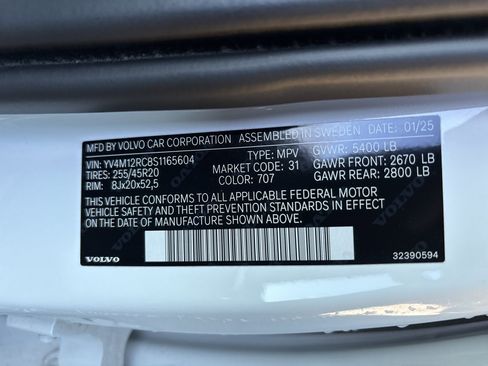 MFD BY VOLVO CAR CORPORATION ASSEMBLED IN SWEDEN DATE: 01/25
VIN: YV4M12RC8S1165604 TYPE: MPV GVWR: 5400 LB
TIRES: 255/45R20 MARKET CODE: 31 GAWR FRONT: 2670 LB
RIM: 8Jx20x52,5 COLOR: 707 GAWR REAR: 2800 LB
THIS VEHICLE CONFORMS TO ALL APPLICABLE FEDERAL MOTOR
VEHICLE SAFETY AND THEFT PREVENTION STANDARDS IN EFFECT
ON THE DATE OF MANUFACTURE SHOWN ABOVE.
VOLVO 32390594